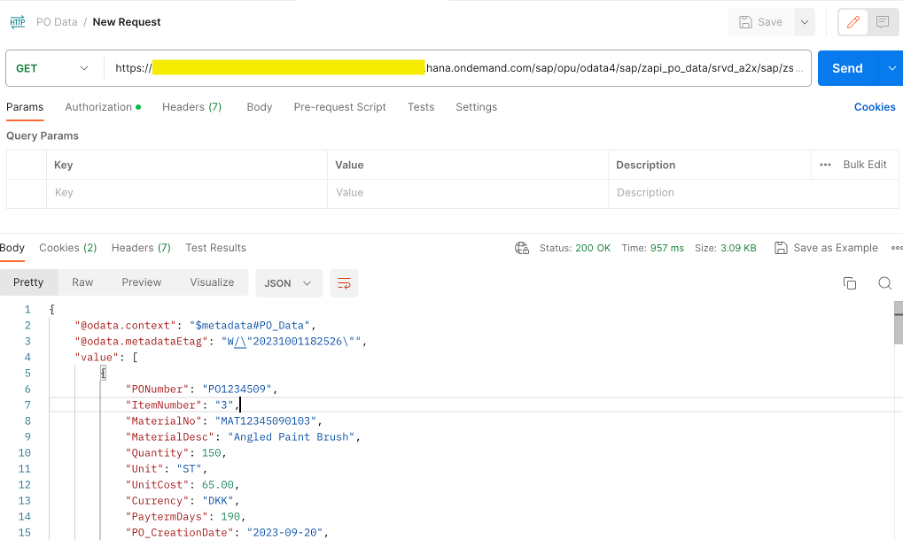 HTTP PO Data / New Request Save
GET https:// .hana.ondemand.com/sap/opu/odata4/sap/zapi_po_data/srvd_a2x/sap/zs... Send
Params Authorization Headers (7) Body Pre-request Script Tests Settings Cookies
Query Params
Key Value Description ... Bulk Edit
Key Value Description
Body Cookies (2) Headers (7) Test Results Status: 200 OK Time: 957 ms Size: 3.09 KB Save as Example
Pretty Raw Preview Visualize JSON
1 {
2 "@odata.context": "$metadata#PO_Data",
3 "@odata.metadataEtag": "W/\"20231001182526\"",
4 "value": [
5 {
6 "PONumber": "PO1234509",
7 "ItemNumber": "3",
8 "MaterialNo": "MAT12345090103",
9 "MaterialDesc": "Angled Paint Brush",
10 "Quantity": 150,
11 "Unit": "ST",
12 "UnitCost": 65.00,
13 "Currency": "DKK",
14 "PaytermDays": 190,
15 "PO_CreationDate": "2023-09-20",